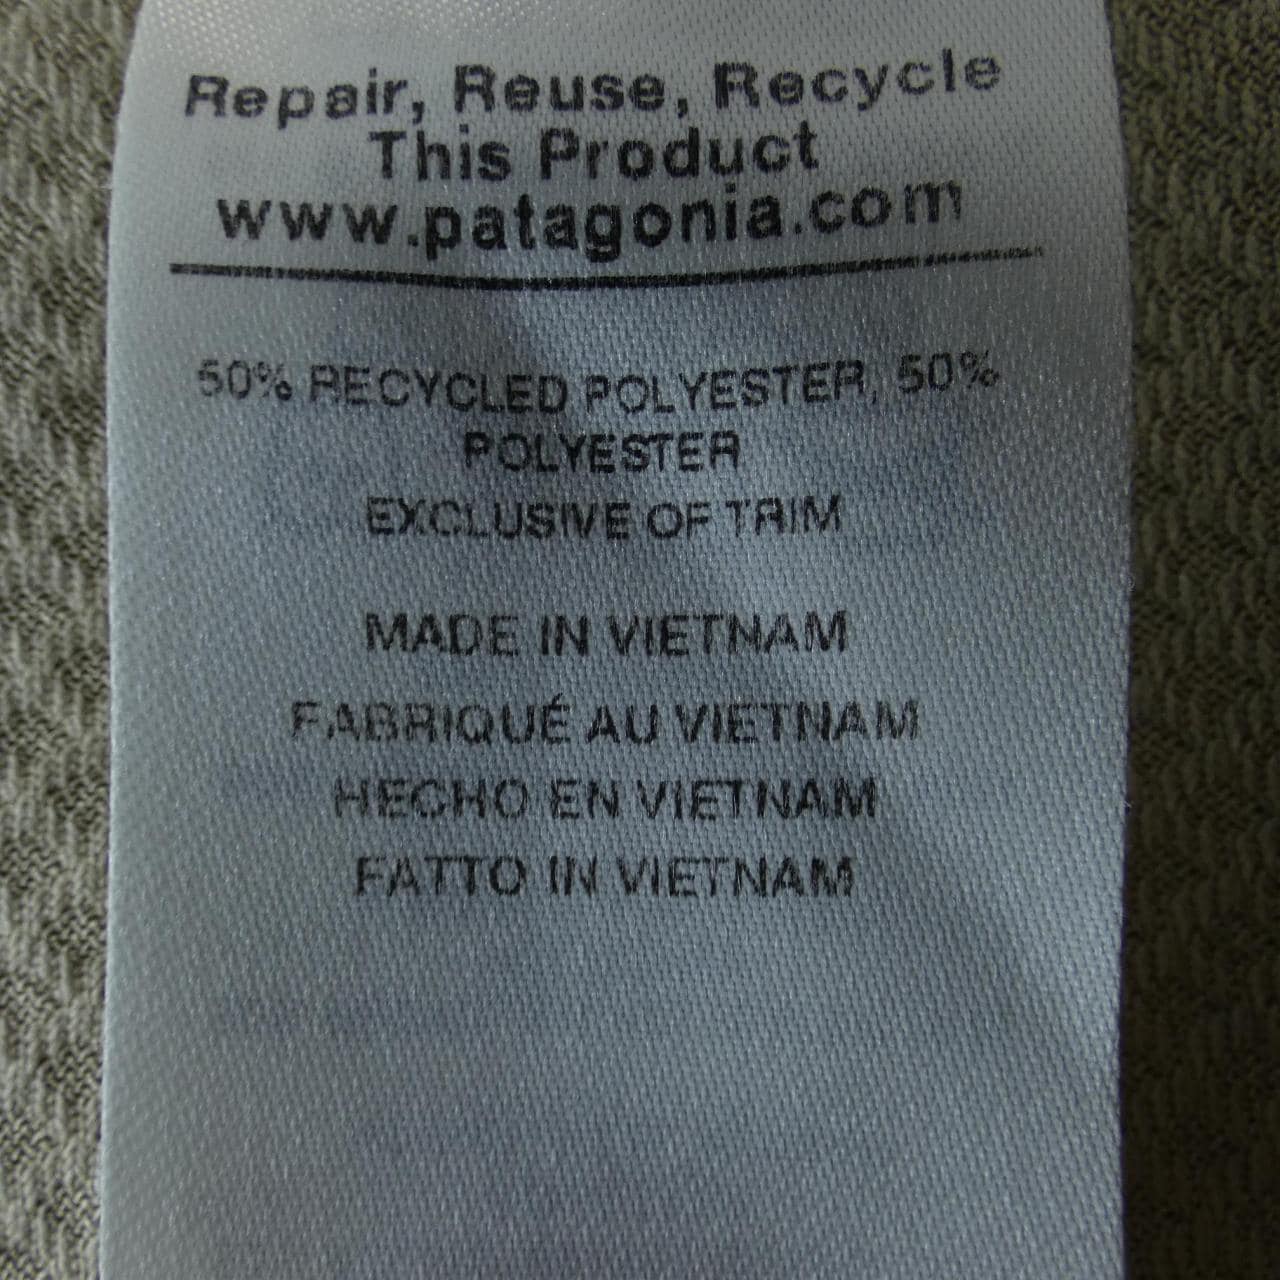 Repair, Reuse, Recycle
This Product
www.patagonia.com
50% RECYCLED POLYESTER, 50%
POLYESTER
EXCLUSIVE OF TRIM
MADE IN VIETNAM
FABRIQUÉ AU VIETNAM
HECHO EN VIETNAM
FATTO IN VIETNAM